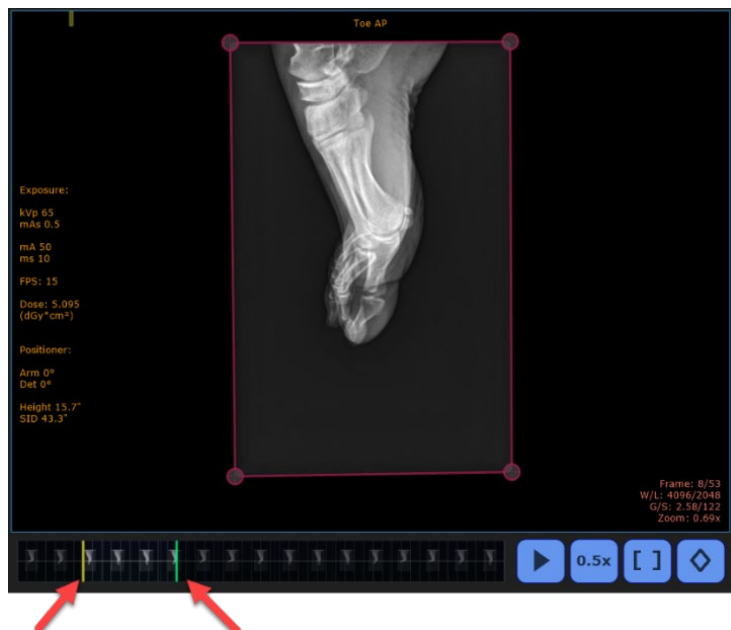 Toe AP
Exposure:
kVp 65
mAs 0.5
mA 50
ms 10
FPS: 15
Dose: 5.095
(dGy*cm²)
Positioner:
Arm 0°
Det 0°
Height 15.7"
SID 43.3"
Frame: 8/53
W/L: 4096/2048
G/S: 2.58/122
Zoom: 0.69x
0.5x
[ ]